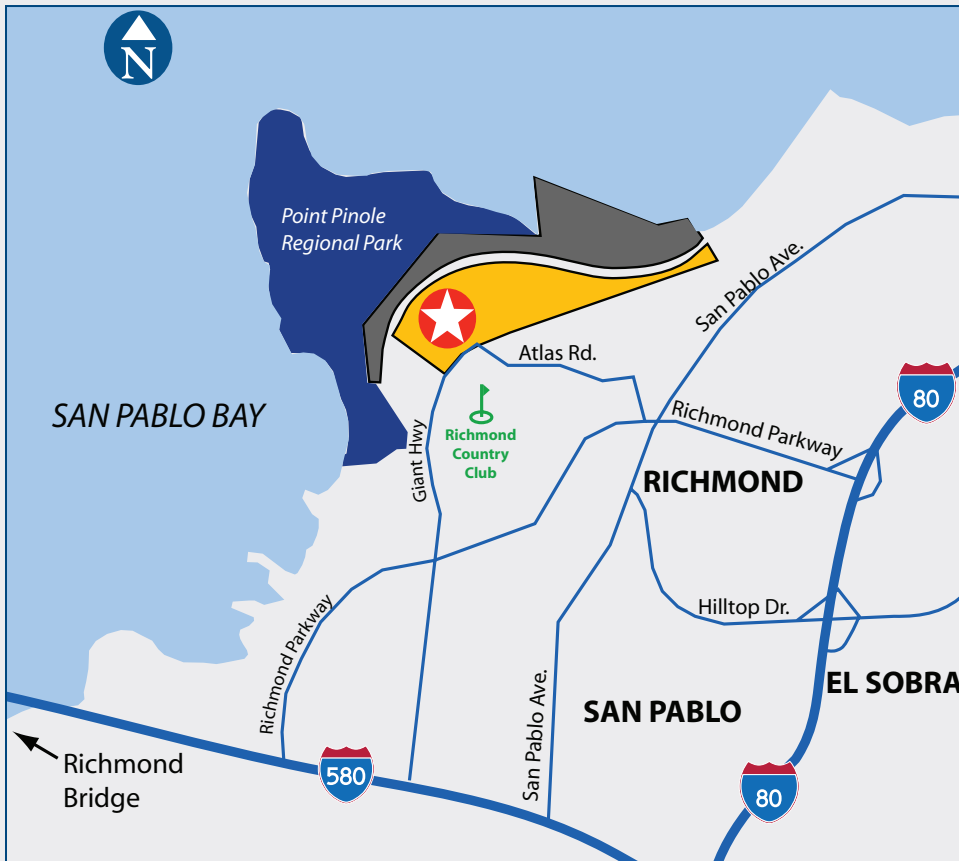 N
Point Pinole
Regional Park
San Pablo Ave.
Atlas Rd.
80
SAN PABLO BAY
Richmond
Country
Club
Giant Hwy
Richmond Parkway
RICHMOND
Richmond Parkway
Hilltop Dr.
EL SOBRA
SAN PABLO
San Pablo Ave.
Richmond
Bridge
580
80